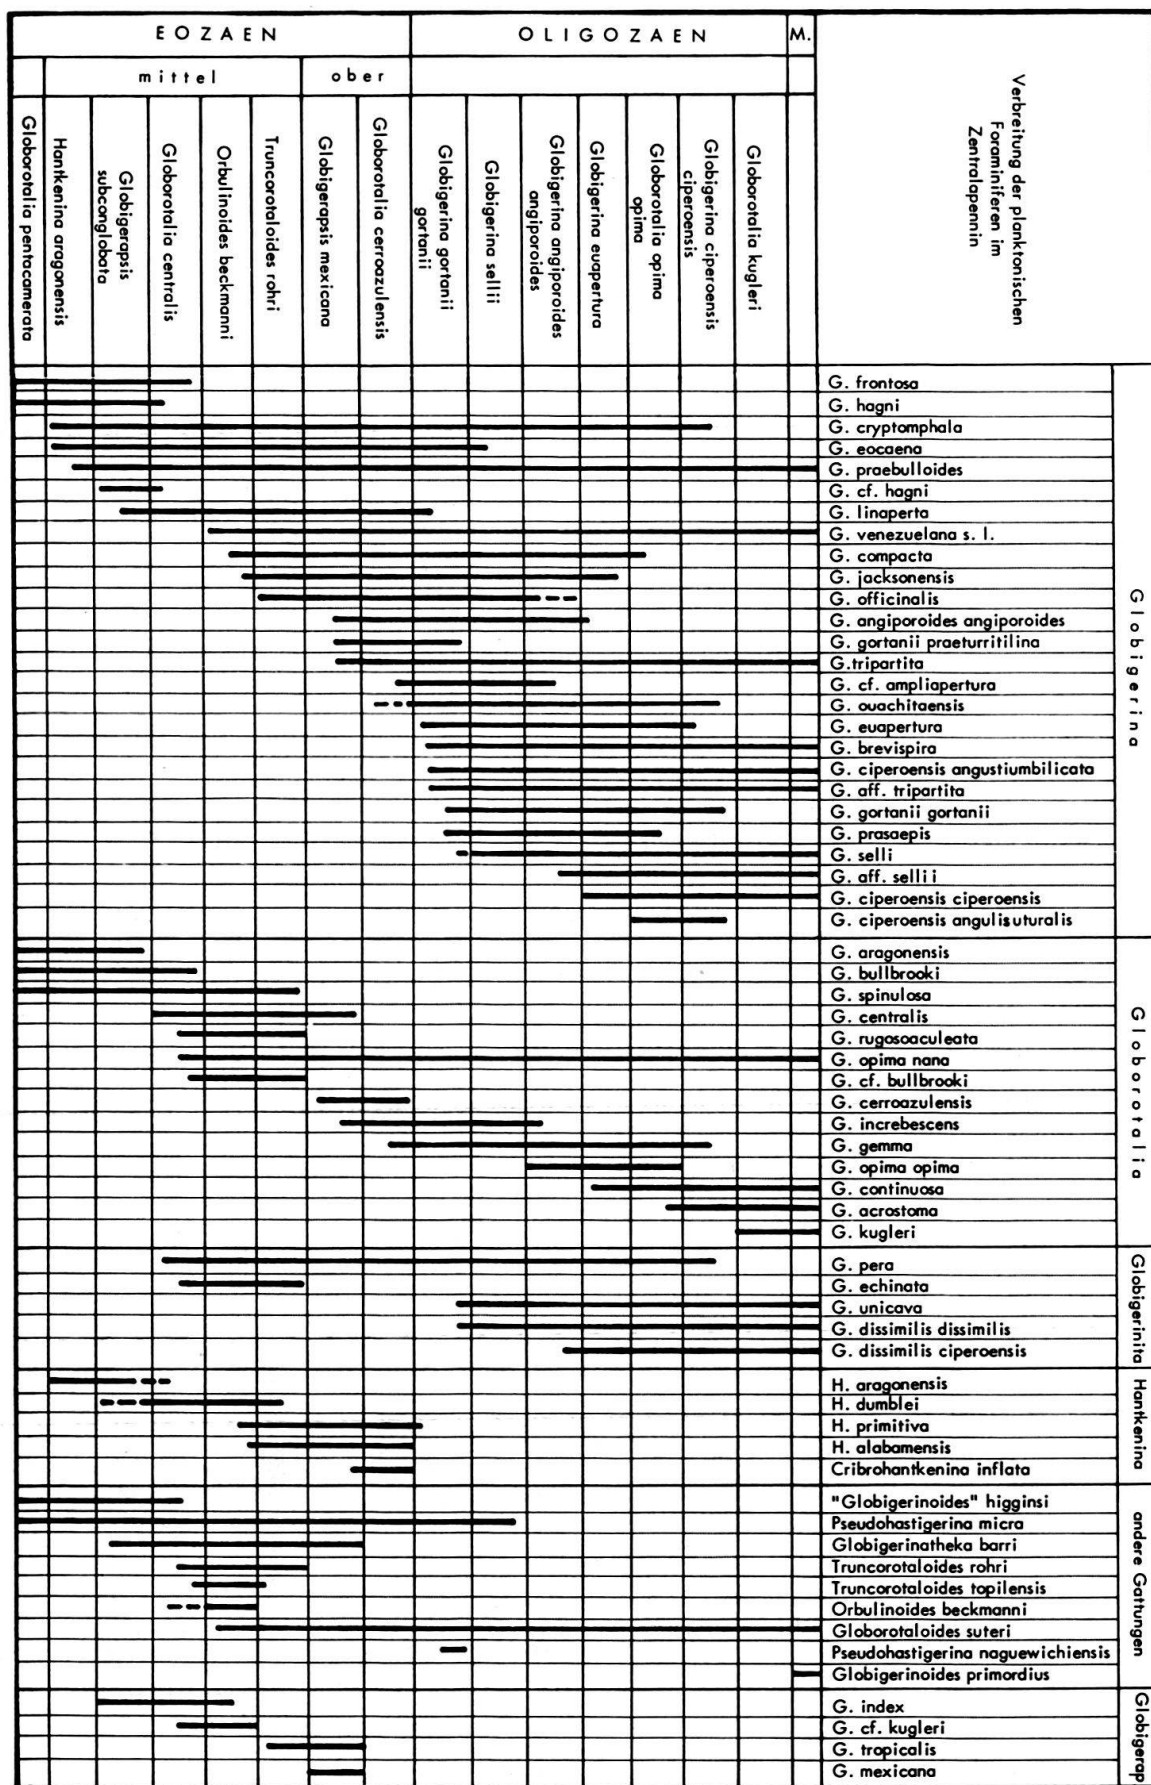 EOZAEN
OLIGOZAEN
M.
mittel
ober
Globorotalia pentacamerata
Hantkenina aragonensis
Globigerapsis
subconglobata
Globorotalia centralis
Orbulinoides beckmanni
Truncorotaloides rohri
Globigerapsis mexicana
Globorotalia cerroazulensis
Globigerina gortanii
gortanii
Globigerina sellii
Globigerina angiporoides
angiporoides
Globigerina euapertura
Globorotalia opima
opima
Globigerina ciperoensis
ciperoensis
Globorotalia kugleri
Verbreitung der planktonischen
Foraminiferen im
Zentralapennin
G. frontosa
G. hagni
G. cryptomphala
G. eocaena
G. praebulloides
G. cf. hagni
G. linaperta
G. venezuelana s. l.
G. compacta
G. jacksonensis
G. officinalis
G. angiporoides angiporoides
G. gortanii praeturritilina
G.tripartita
G. cf. ampliapertura
G. ouachitaensis
G. euapertura
G. brevispira
G. ciperoensis angustiumbilicata
G. aff. tripartita
G. gortanii gortanii
G. prasaepis
G. selli
G. aff. sellii
G. ciperoensis ciperoensis
G. ciperoensis angulisuturalis
Globigerina
G. aragonensis
G. bullbrooki
G. spinulosa
G. centralis
G. rugosoaculeata
G. opima nana
G. cf. bullbrooki
G. cerroazulensis
G. increbescens
G. gemma
G. opima opima
G. continuosa
G. acrostoma
G. kugleri
Globorotalia
G. pera
G. echinata
G. unicava
G. dissimilis dissimilis
G. dissimilis ciperoensis
Globigerinita
H. aragonensis
H. dumblei
H. primitiva
H. alabamensis
Cribrohantkenina inflata
Hantkenina
"Globigerinoides" higginsi
Pseudohastigerina micra
Globigerinatheka barri
Truncorotaloides rohri
Truncorotaloides topilensis
Orbulinoides beckmanni
Globorotaloides suteri
Pseudohastigerina naguewichiensis
Globigerinoides primordius
andere Gattungen
G. index
G. cf. kugleri
G. tropicalis
G. mexicana
Globigerap